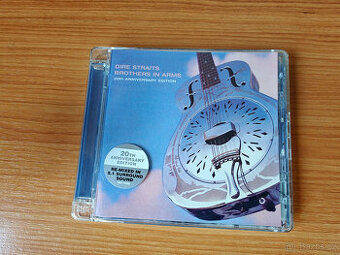 DIRE STRAITS
BROTHERS IN ARMS
20th ANNIVERSARY EDITION
20TH
ANNIVERSARY
EDITION
RE-MIXED IN
5.1 SURROUND
SOUND